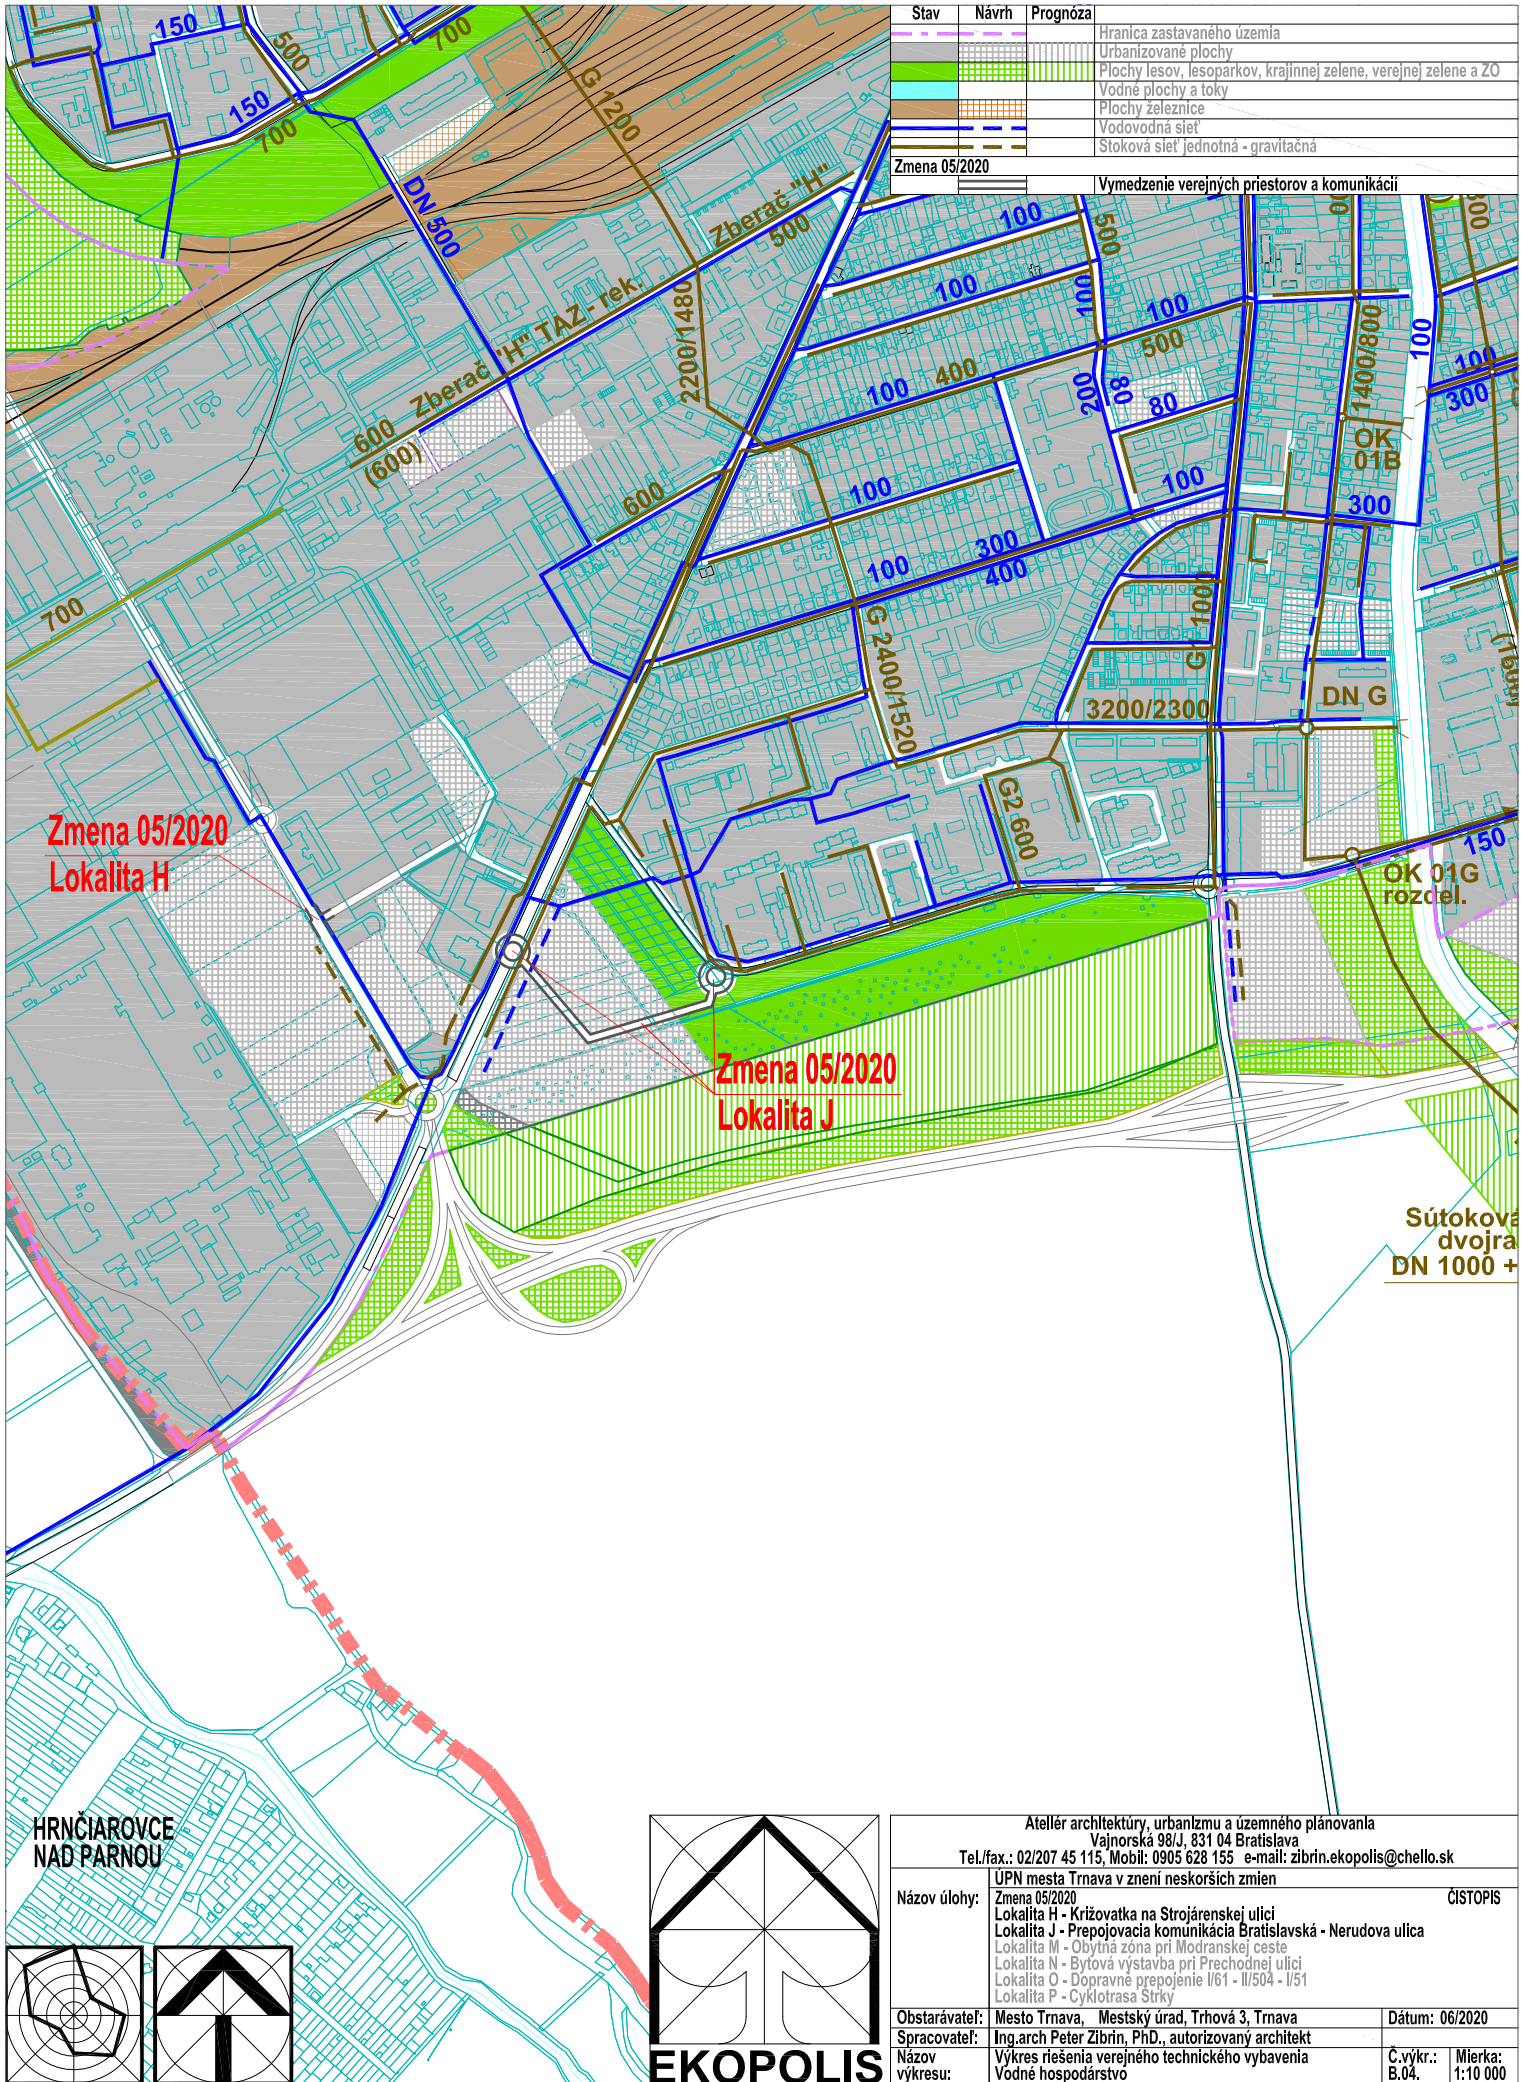 Stav Návrh Prognóza
Hranica zastavaného územia
Urbanizované plochy
Plochy lesov, lesoparkov, krajinnej zelene, verejnej zelene a ZO
Vodné plochy a toky
Plochy železnice
Vodovodná sieť
Stoková sieť jednotná - gravitačná
Zmena 05/2020
Vymedzenie verejných priestorov a komunikácií
150
500
700
150
700
G 1200
DN 500
Zberač "H"
500
Zberač "H" TAZ- rek.
2200/1480
600
(600)
600
100
500
100
100
100
500
400
100
200
80
80
100
100
300
100
400
1400/800
100
100
300
OK
01B
300
00
300
700
G 2400/1520
G1 1000
3200/2300
DN G
G2 600
150
OK 01G
rozdel.
Zmena 05/2020
Lokalita H
Zmena 05/2020
Lokalita J
Sútoková
dvojra
DN 1000 +
HRNČIAROVCE
NAD PARNOU
EKOPOLIS
Ateliér architektúry, urbanizmu a územného plánovania
Vajnorská 98/J, 831 04 Bratislava
Tel./fax.: 02/207 45 115, Mobil: 0905 628 155 e-mail: zibrin.ekopolis@chello.sk
Názov úlohy:
ÚPN mesta Trnava v znení neskorších zmien
Zmena 05/2020 ČISTOPIS
Lokalita H - Križovatka na Strojárenskej ulici
Lokalita J - Prepojovacia komunikácia Bratislavská - Nerudova ulica
Lokalita M - Obytná zóna pri Modranskej ceste
Lokalita N - Bytová výstavba pri Prechodnej ulici
Lokalita O - Dopravné prepojenie I/61 - II/504 - I/51
Lokalita P - Cyklotrasa Štrky
Obstarávateľ: Mesto Trnava, Mestský úrad, Trhová 3, Trnava Dátum: 06/2020
Spracovateľ: Ing.arch Peter Zibrin, PhD., autorizovaný architekt
Názov výkresu: Výkres riešenia verejného technického vybavenia
Vodné hospodárstvo
Č.výkr.: B.04.
Mierka: 1:10 000